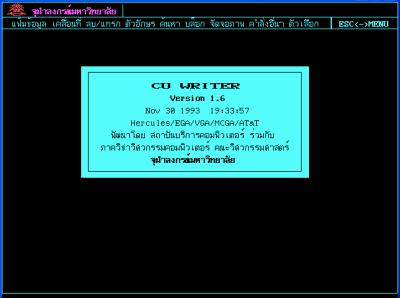 จุฬาลงกรณ์มหาวิทยาลัย
แฟ้มข้อมูล เคลื่อนที่ ลบ/แทรก ตัวอักษร ค้นหา บล็อก จัดจอภาพ คำสั่งอื่นๆ ตัวเลือก ESC<->MENU
CU WRITER
Version 1.6
Nov 30 1993 19:33:57
Hercules/EGA/VGA/MCGA/AT&T
พัฒนาโดย สถาบันบริการคอมพิวเตอร์ ร่วมกับ
ภาควิชาวิศวกรรมคอมพิวเตอร์ คณะวิศวกรรมศาสตร์
จุฬาลงกรณ์มหาวิทยาลัย